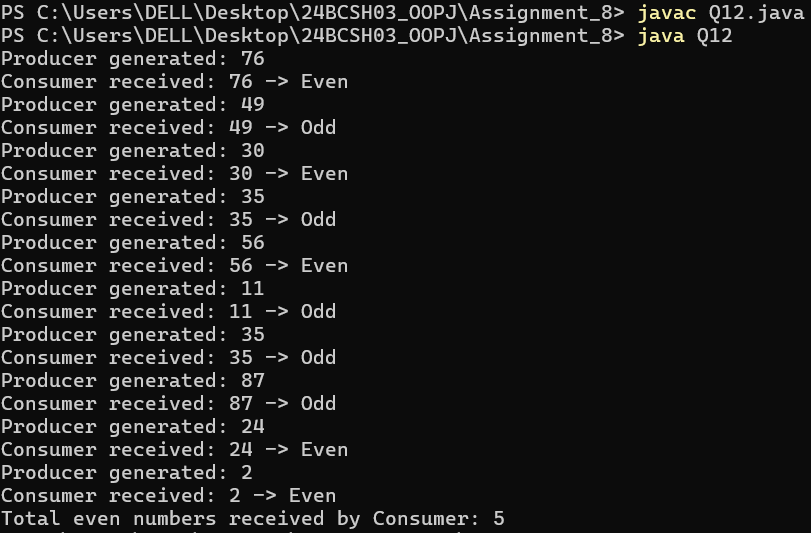 PS C:\Users\DELL\Desktop\24BCSH03_OOPJ\Assignment_8> javac Q12.java
PS C:\Users\DELL\Desktop\24BCSH03_OOPJ\Assignment_8> java Q12
Producer generated: 76
Consumer received: 76 -> Even
Producer generated: 49
Consumer received: 49 -> Odd
Producer generated: 30
Consumer received: 30 -> Even
Producer generated: 35
Consumer received: 35 -> Odd
Producer generated: 56
Consumer received: 56 -> Even
Producer generated: 11
Consumer received: 11 -> Odd
Producer generated: 35
Consumer received: 35 -> Odd
Producer generated: 87
Consumer received: 87 -> Odd
Producer generated: 24
Consumer received: 24 -> Even
Producer generated: 2
Consumer received: 2 -> Even
Total even numbers received by Consumer: 5